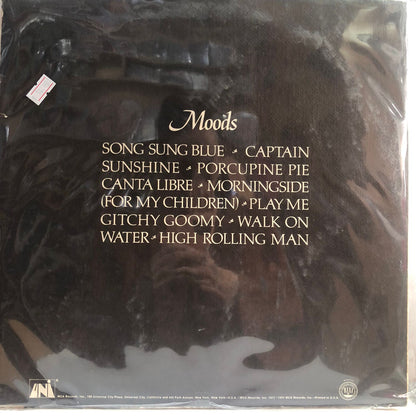 Moods
SONG SUNG BLUE CAPTAIN
SUNSHINE PORCUPINE PIE
CANTA LIBRE MORNINGSIDE
(FOR MY CHILDREN) PLAY ME
GITCHY GOOMY WALK ON
WATER HIGH ROLLING MAN
UNI